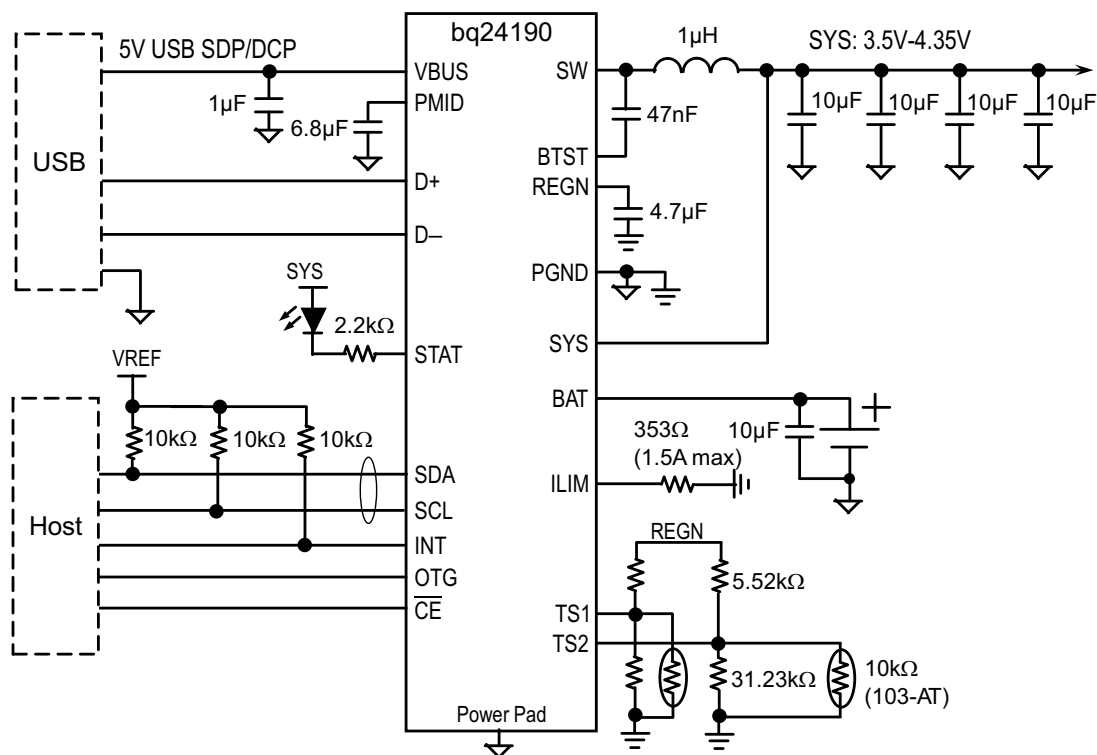 bq24190
5V USB SDP/DCP
1µH
SYS: 3.5V-4.35V
VBUS
SW
1µF
PMID
6.8µF
47nF
10µF
10µF
10µF
10µF
USB
BTST
D+
REGN
4.7µF
D–
PGND
SYS
2.2kΩ
STAT
SYS
VREF
BAT
10kΩ
10kΩ
10kΩ
353Ω
(1.5A max)
10µF
+
SDA
ILIM
SCL
Host
INT
REGN
OTG
5.52kΩ
CE
TS1
TS2
31.23kΩ
10kΩ
(103-AT)
Power Pad